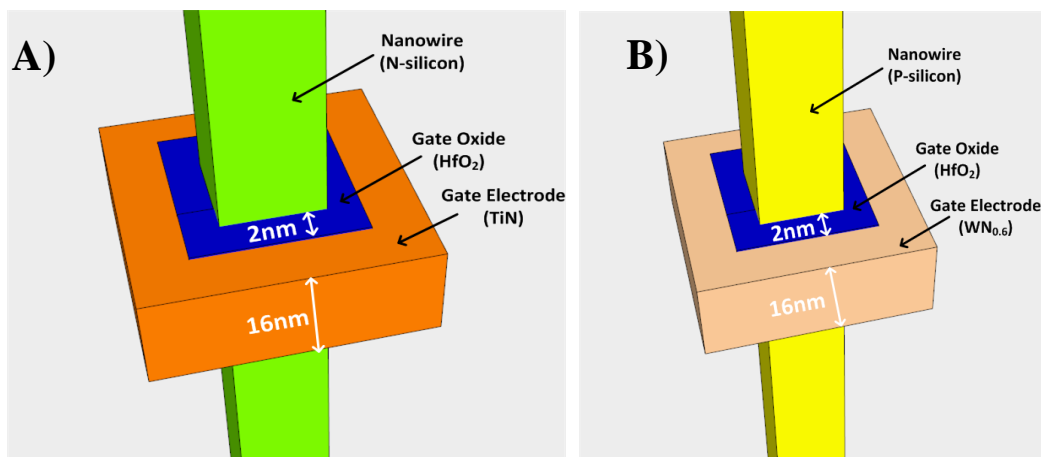 A)
Nanowire
(N-silicon)
Gate Oxide
(HfO₂)
Gate Electrode
(TiN)
2nm
16nm
B)
Nanowire
(P-silicon)
Gate Oxide
(HfO₂)
Gate Electrode
(WN₀.₆)
2nm
16nm